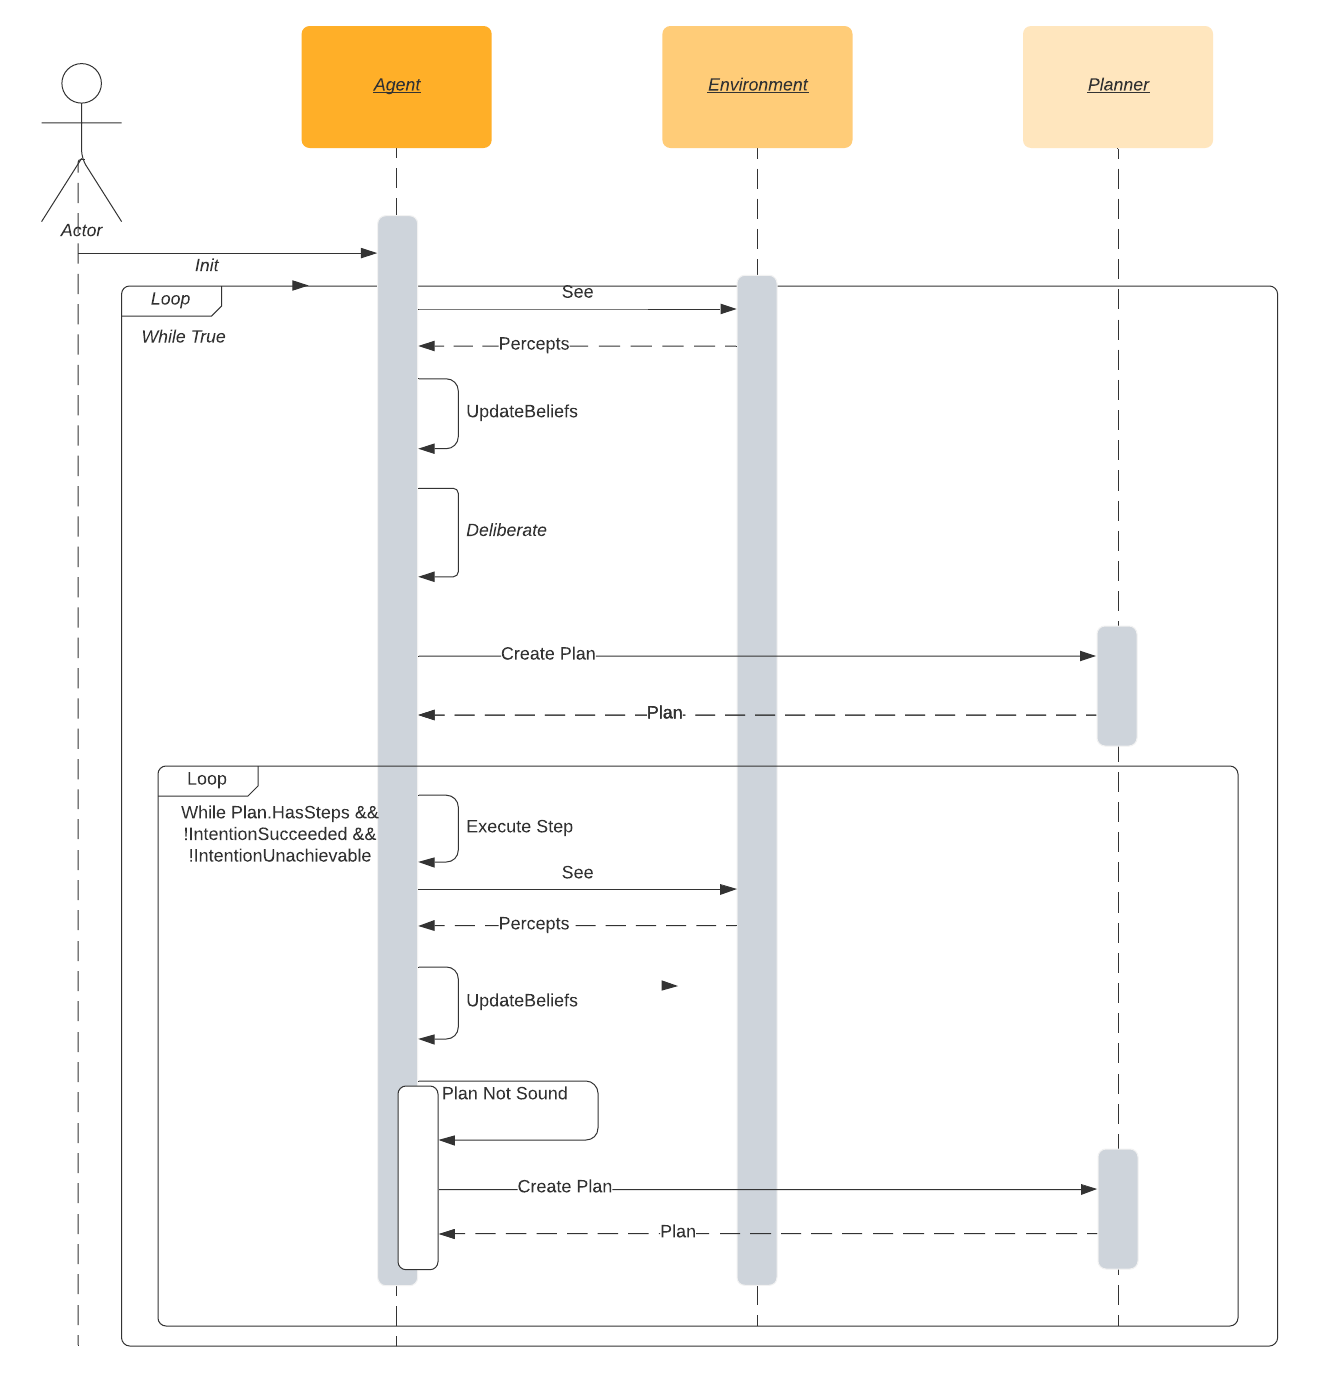 Agent
Environment
Planner
Actor
Init
Loop
See
While True
Percepts
UpdateBeliefs
Deliberate
Create Plan
Plan
Loop
While Plan.HasSteps &&
!IntentionSucceeded &&
!IntentionUnachievable
Execute Step
See
Percepts
UpdateBeliefs
Plan Not Sound
Create Plan
Plan